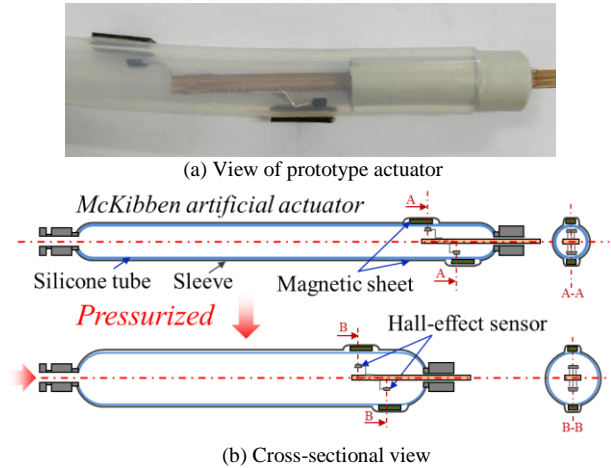 (a) View of prototype actuator
McKibben artificial actuator
A
Silicone tube
Sleeve
Magnetic sheet
A
A-A
Pressurized
B
Hall-effect sensor
B
B-B
(b) Cross-sectional view